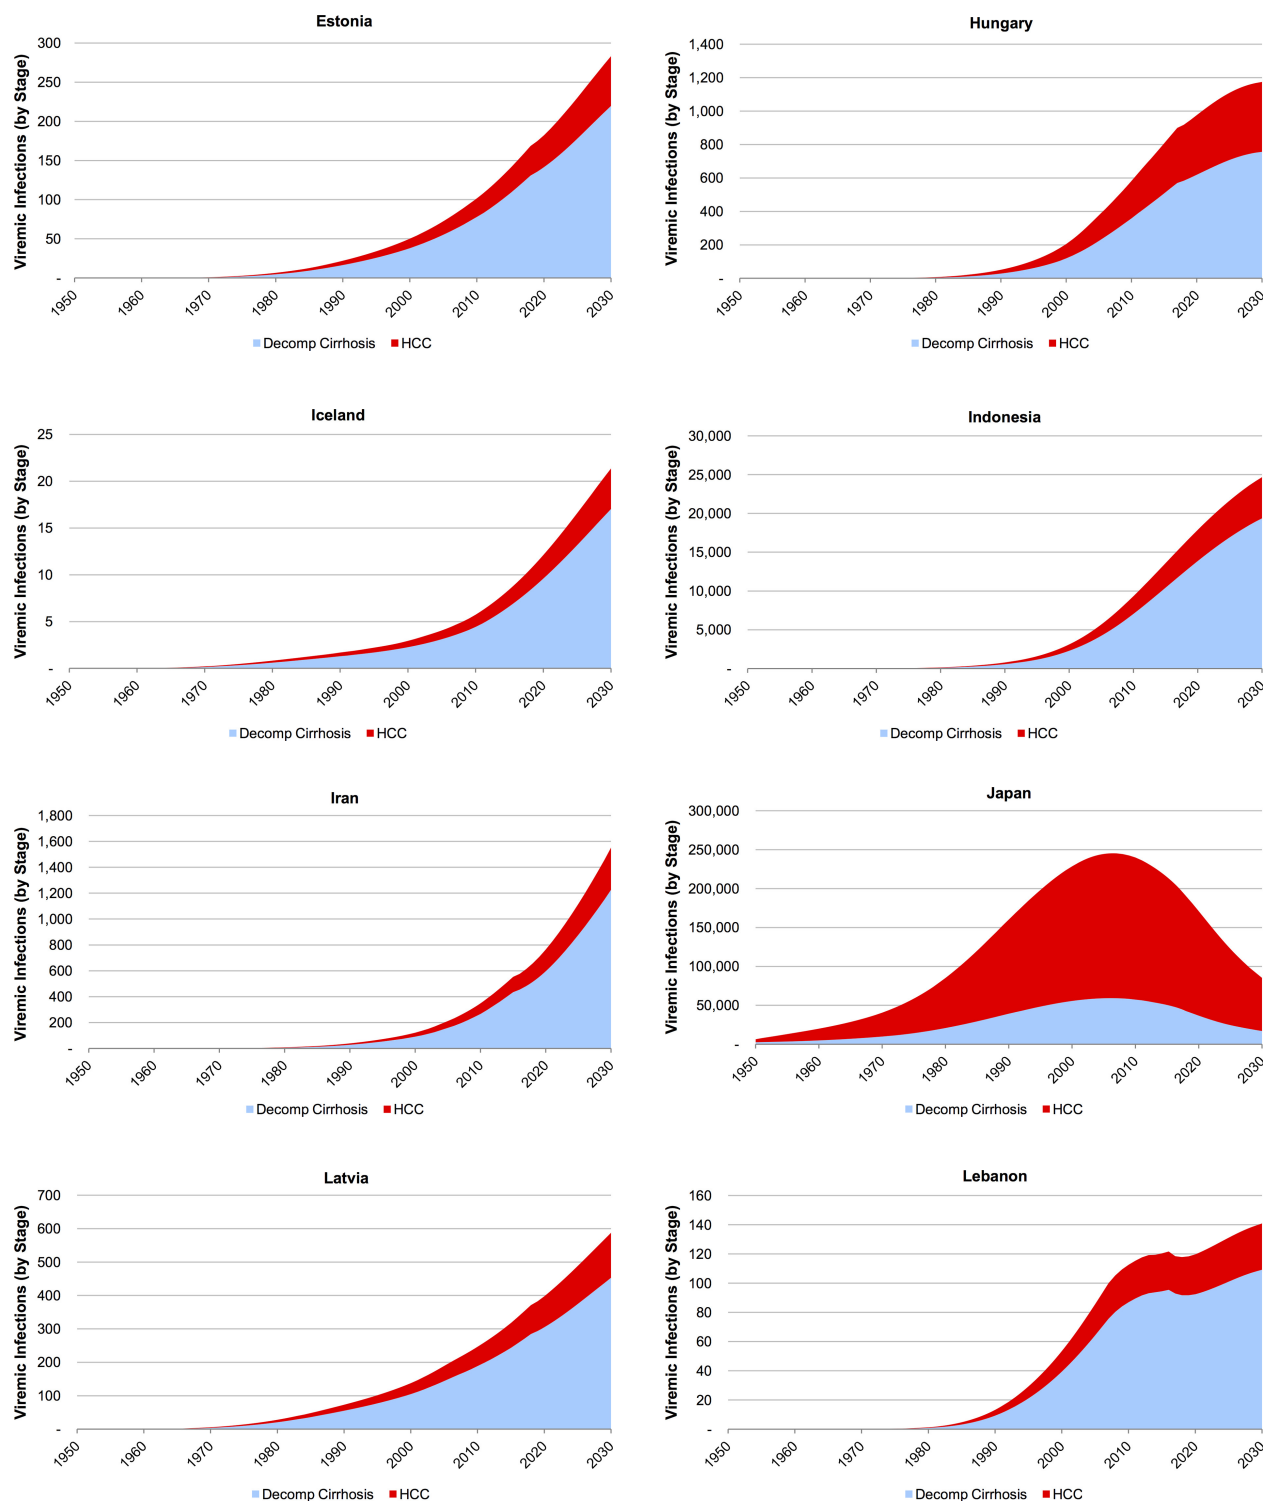 Estonia
Viremic Infections (by Stage)
300
250
200
150
100
50
-
1950 1960 1970 1980 1990 2000 2010 2020 2030
Decomp Cirrhosis HCC
Hungary
Viremic Infections (by Stage)
1,400
1,200
1,000
800
600
400
200
-
1950 1960 1970 1980 1990 2000 2010 2020 2030
Decomp Cirrhosis HCC
Iceland
Viremic Infections (by Stage)
25
20
15
10
5
-
1950 1960 1970 1980 1990 2000 2010 2020 2030
Decomp Cirrhosis HCC
Indonesia
Viremic Infections (by Stage)
30,000
25,000
20,000
15,000
10,000
5,000
-
1950 1960 1970 1980 1990 2000 2010 2020 2030
Decomp Cirrhosis HCC
Iran
Viremic Infections (by Stage)
1,800
1,600
1,400
1,200
1,000
800
600
400
200
-
1950 1960 1970 1980 1990 2000 2010 2020 2030
Decomp Cirrhosis HCC
Japan
Viremic Infections (by Stage)
300,000
250,000
200,000
150,000
100,000
50,000
-
1950 1960 1970 1980 1990 2000 2010 2020 2030
Decomp Cirrhosis HCC
Latvia
Viremic Infections (by Stage)
700
600
500
400
300
200
100
-
1950 1960 1970 1980 1990 2000 2010 2020 2030
Decomp Cirrhosis HCC
Lebanon
Viremic Infections (by Stage)
160
140
120
100
80
60
40
20
-
1950 1960 1970 1980 1990 2000 2010 2020 2030
Decomp Cirrhosis HCC